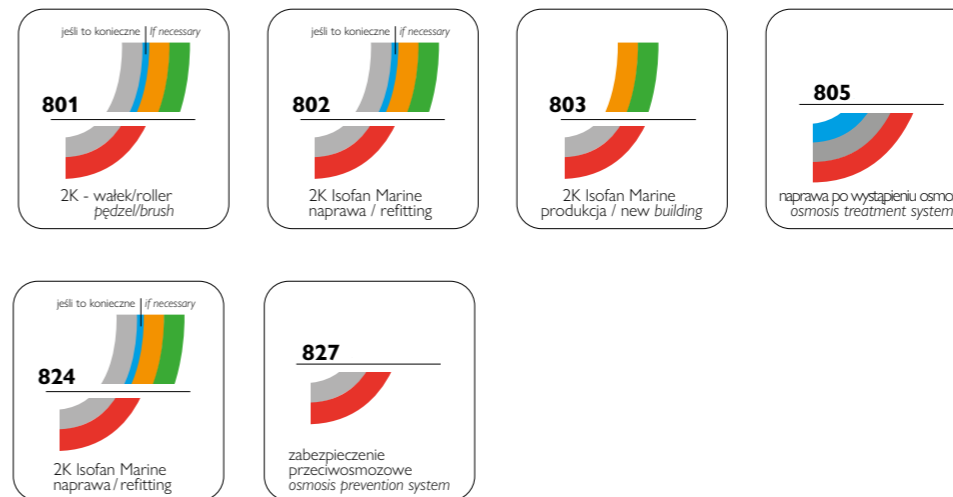 jeśli to konieczne | If necessary
801
2K - wałek/roller
pędzel/brush
jeśli to konieczne | If necessary
802
2K Isofan Marine
naprawa / refitting
803
2K Isofan Marine
produkcja / new building
805
naprawa po wystąpieniu osmo
osmosis treatment system
jeśli to konieczne | if necessary
824
2K Isofan Marine
naprawa / refitting
827
zabezpieczenie
przeciwosmozowe
osmosis prevention system